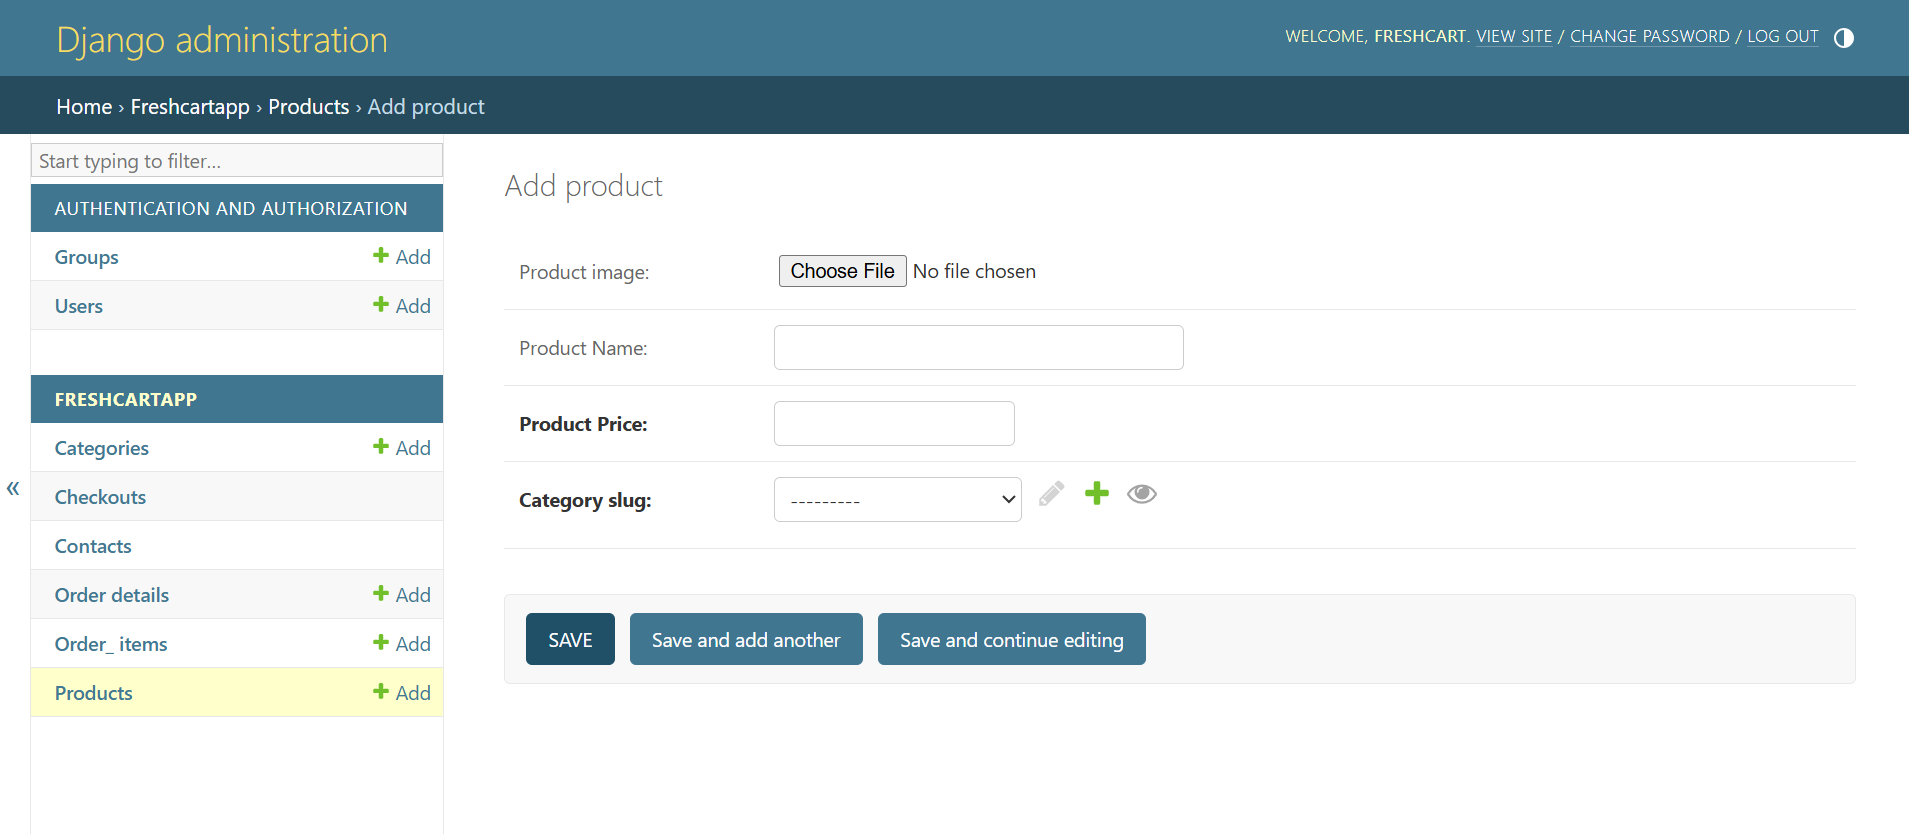 Django administration
WELCOME, FRESHCART. VIEW SITE / CHANGE PASSWORD / LOG OUT
Home › Freshcartapp › Products › Add product
Start typing to filter...
AUTHENTICATION AND AUTHORIZATION
Groups Add
Users Add
FRESHCARTAPP
Categories Add
Checkouts
Contacts
Order details Add
Order_ items Add
Products Add
«
Add product
Product image: Choose File No file chosen
Product Name:
Product Price:
Category slug: ---------
SAVE Save and add another Save and continue editing